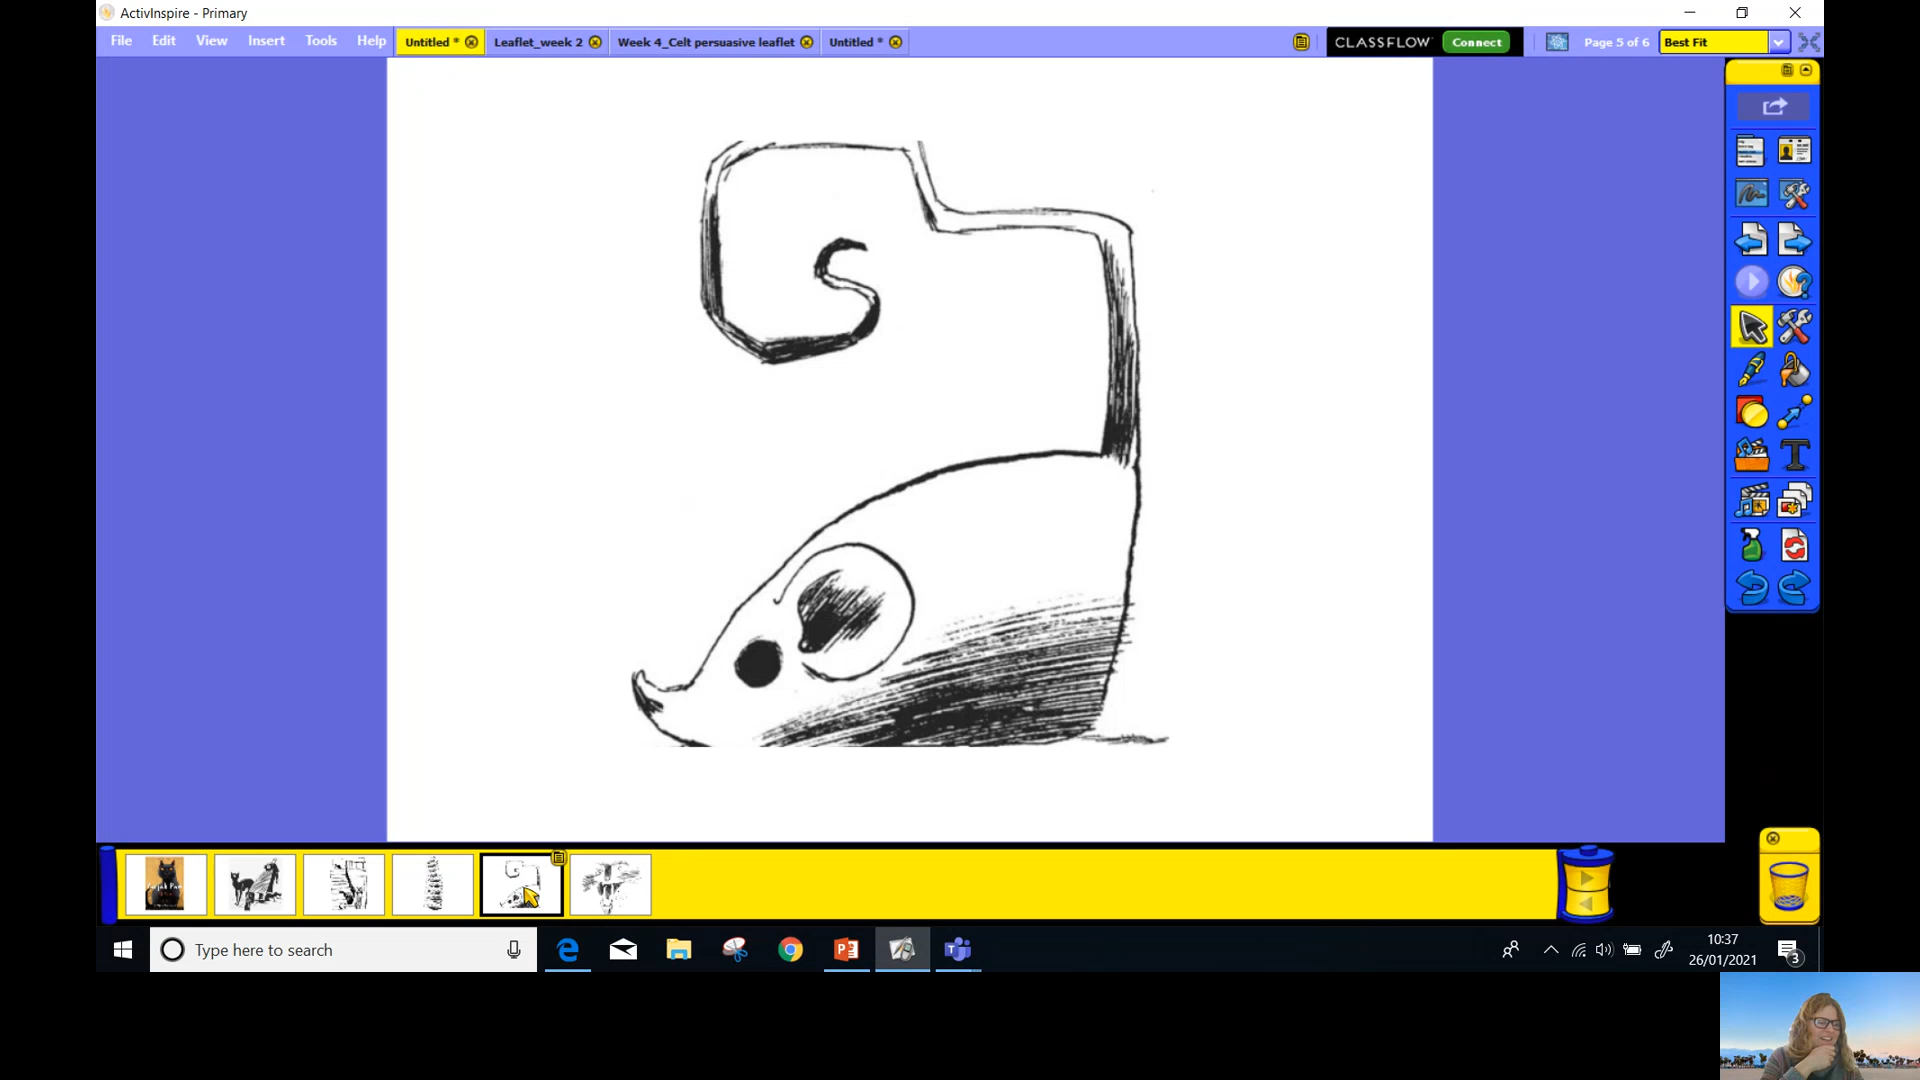 ActivInspire - Primary
File Edit View Insert Tools Help
Untitled * Leaflet_week 2 Week 4_Celt persuasive leaflet Untitled *
CLASSFLOW Connect
Page 5 of 6 Best Fit
Type here to search
10:37
26/01/2021
3